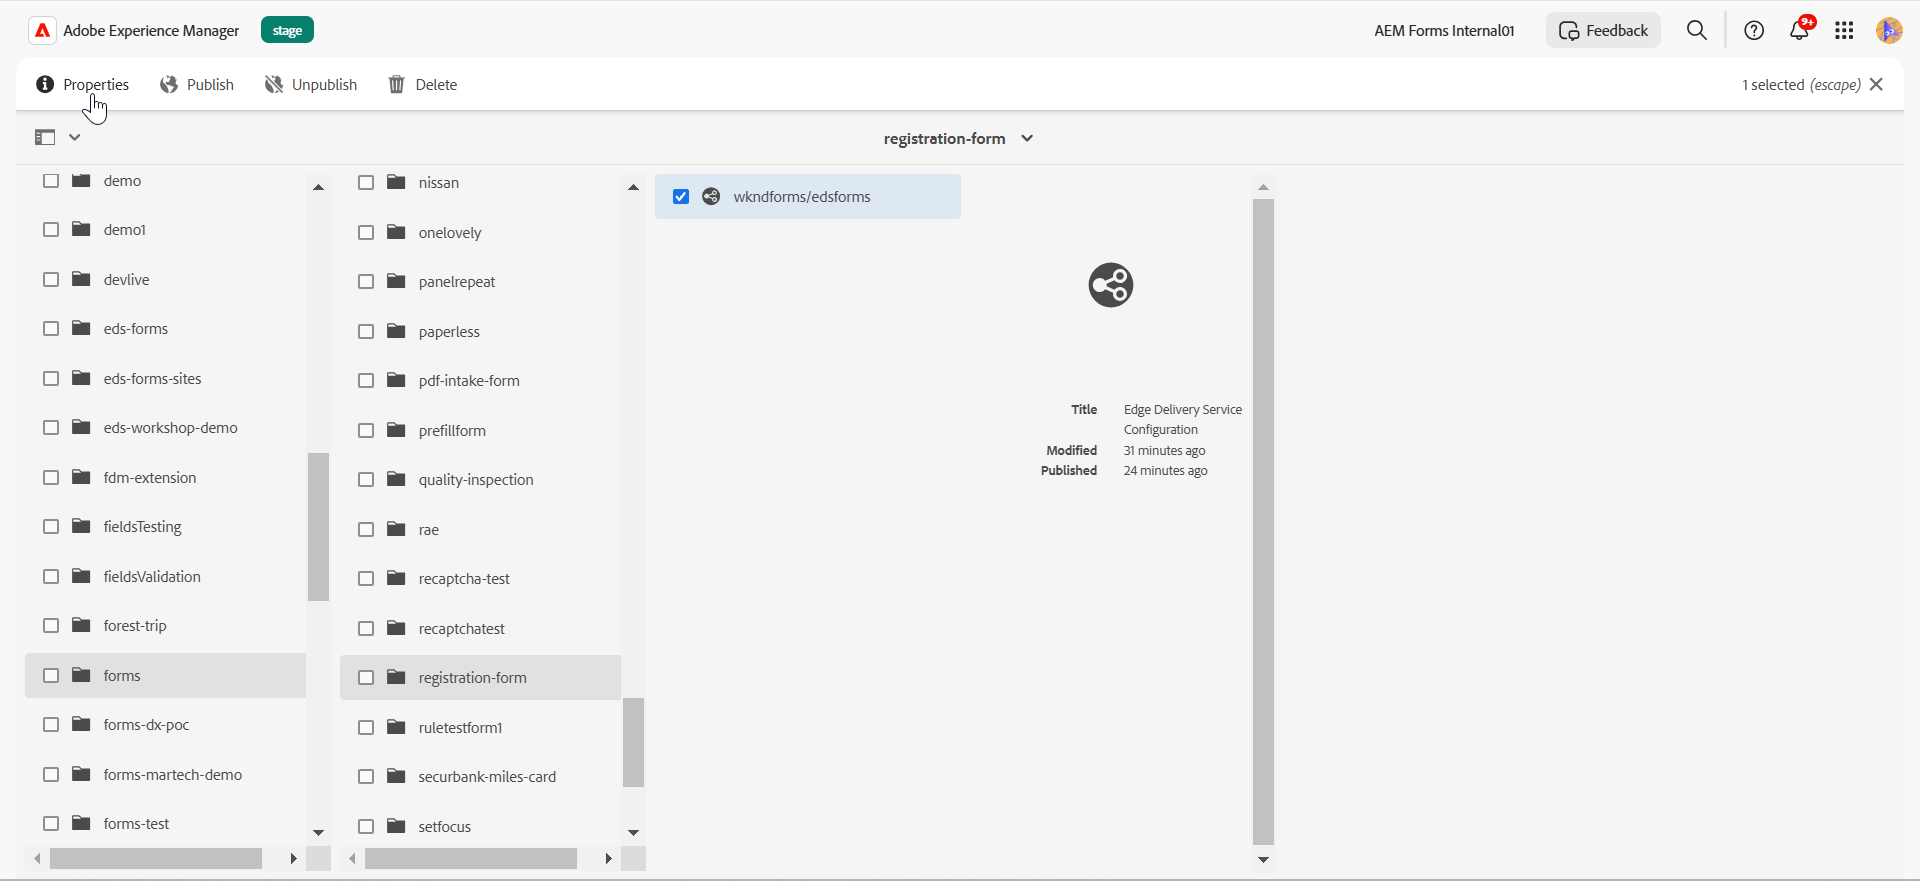 Adobe Experience Manager
stage
AEM Forms Internal01
Feedback
9+
Properties
Publish
Unpublish
Delete
1 selected (escape)
registration-form
demo
demo1
devlive
eds-forms
eds-forms-sites
eds-workshop-demo
fdm-extension
fieldsTesting
fieldsValidation
forest-trip
forms
forms-dx-poc
forms-martech-demo
forms-test
nissan
onelovely
panelrepeat
paperless
pdf-intake-form
prefillform
quality-inspection
rae
recaptcha-test
recaptchatest
registration-form
ruletestform1
securbank-miles-card
setfocus
wkndforms/edsforms
Title Edge Delivery Service
Configuration
Modified 31 minutes ago
Published 24 minutes ago